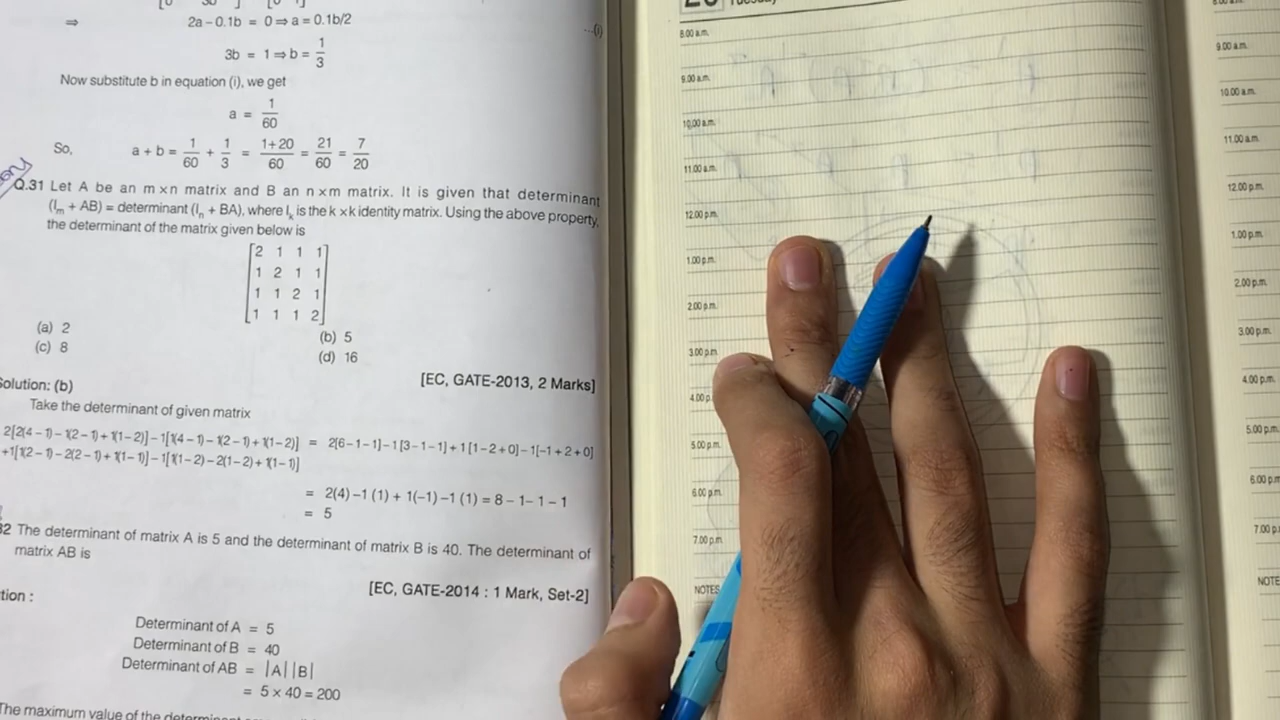 2a – 0.1b = 0 ⇒ a = 0.1b/2
...(i)
3b = 1 ⇒ b = 1/3
Now substitute b in equation (i), we get
a = 1/60
So, a + b = 1/60 + 1/3 = 1+20/60 = 21/60 = 7/20
Q.31 Let A be an m×n matrix and B an n×m matrix. It is given that determinant
(Iₘ + AB) = determinant (Iₙ + BA), where Iₖ is the k×k identity matrix. Using the above property,
the determinant of the matrix given below is
2 1 1 1
1 2 1 1
1 1 2 1
1 1 1 2
(a) 2
(b) 5
(c) 8
(d) 16
[EC, GATE-2013, 2 Marks]
Solution: (b)
Take the determinant of given matrix
2[2(4 – 1) – 1(2 – 1) + 1(1 – 2)] – 1[1(4 – 1) – 1(2 – 1) + 1(1 – 2)] = 2[6 – 1 – 1] – 1[3 – 1 – 1] + 1[1 – 2 + 0] – 1[–1 + 2 + 0]
+1[1(2 – 1) – 2(2 – 1) + 1(1 – 1)] – 1[1(1 – 2) – 2(1 – 2) + 1(1 – 1)]
= 2(4) – 1 (1) + 1(–1) – 1 (1) = 8 – 1 – 1 – 1
= 5
32 The determinant of matrix A is 5 and the determinant of matrix B is 40. The determinant of
matrix AB is
[EC, GATE-2014 : 1 Mark, Set-2]
tion :
Determinant of A = 5
Determinant of B = 40
Determinant of AB = |A| |B|
= 5 × 40 = 200
The maximum value of the
Tuesday
8.00 a.m.
9.00 a.m.
10.00 a.m.
11.00 a.m.
12.00 p.m.
1.00 p.m.
2.00 p.m.
3.00 p.m.
4.00 p.
5.00 p.m.
6.00 p.m.
7.00 p.m.
NOTES
9.00 a.m.
10.00 a.m.
11.00 a.m.
12.00 p.m.
1.00 p.m.
2.00 p.m.
3.00 p.m.
4.00 p.m.
5.00 p.m.
6.00 p.m
7.00 p.
NOTE